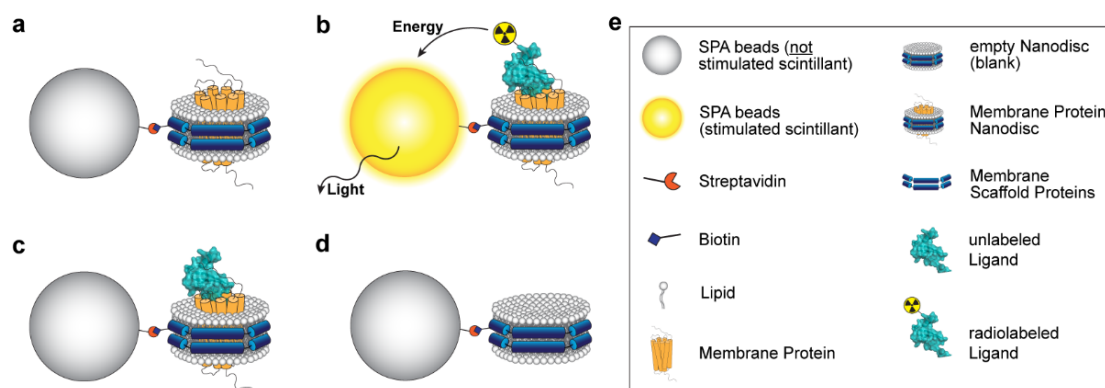 a
b
Energy
Light
c
d
e
SPA beads (not
stimulated scintillant)
SPA beads
(stimulated scintillant)
Streptavidin
Biotin
Lipid
Membrane Protein
empty Nanodisc
(blank)
Membrane Protein
Nanodisc
Membrane
Scaffold Proteins
unlabeled
Ligand
radiolabeled
Ligand